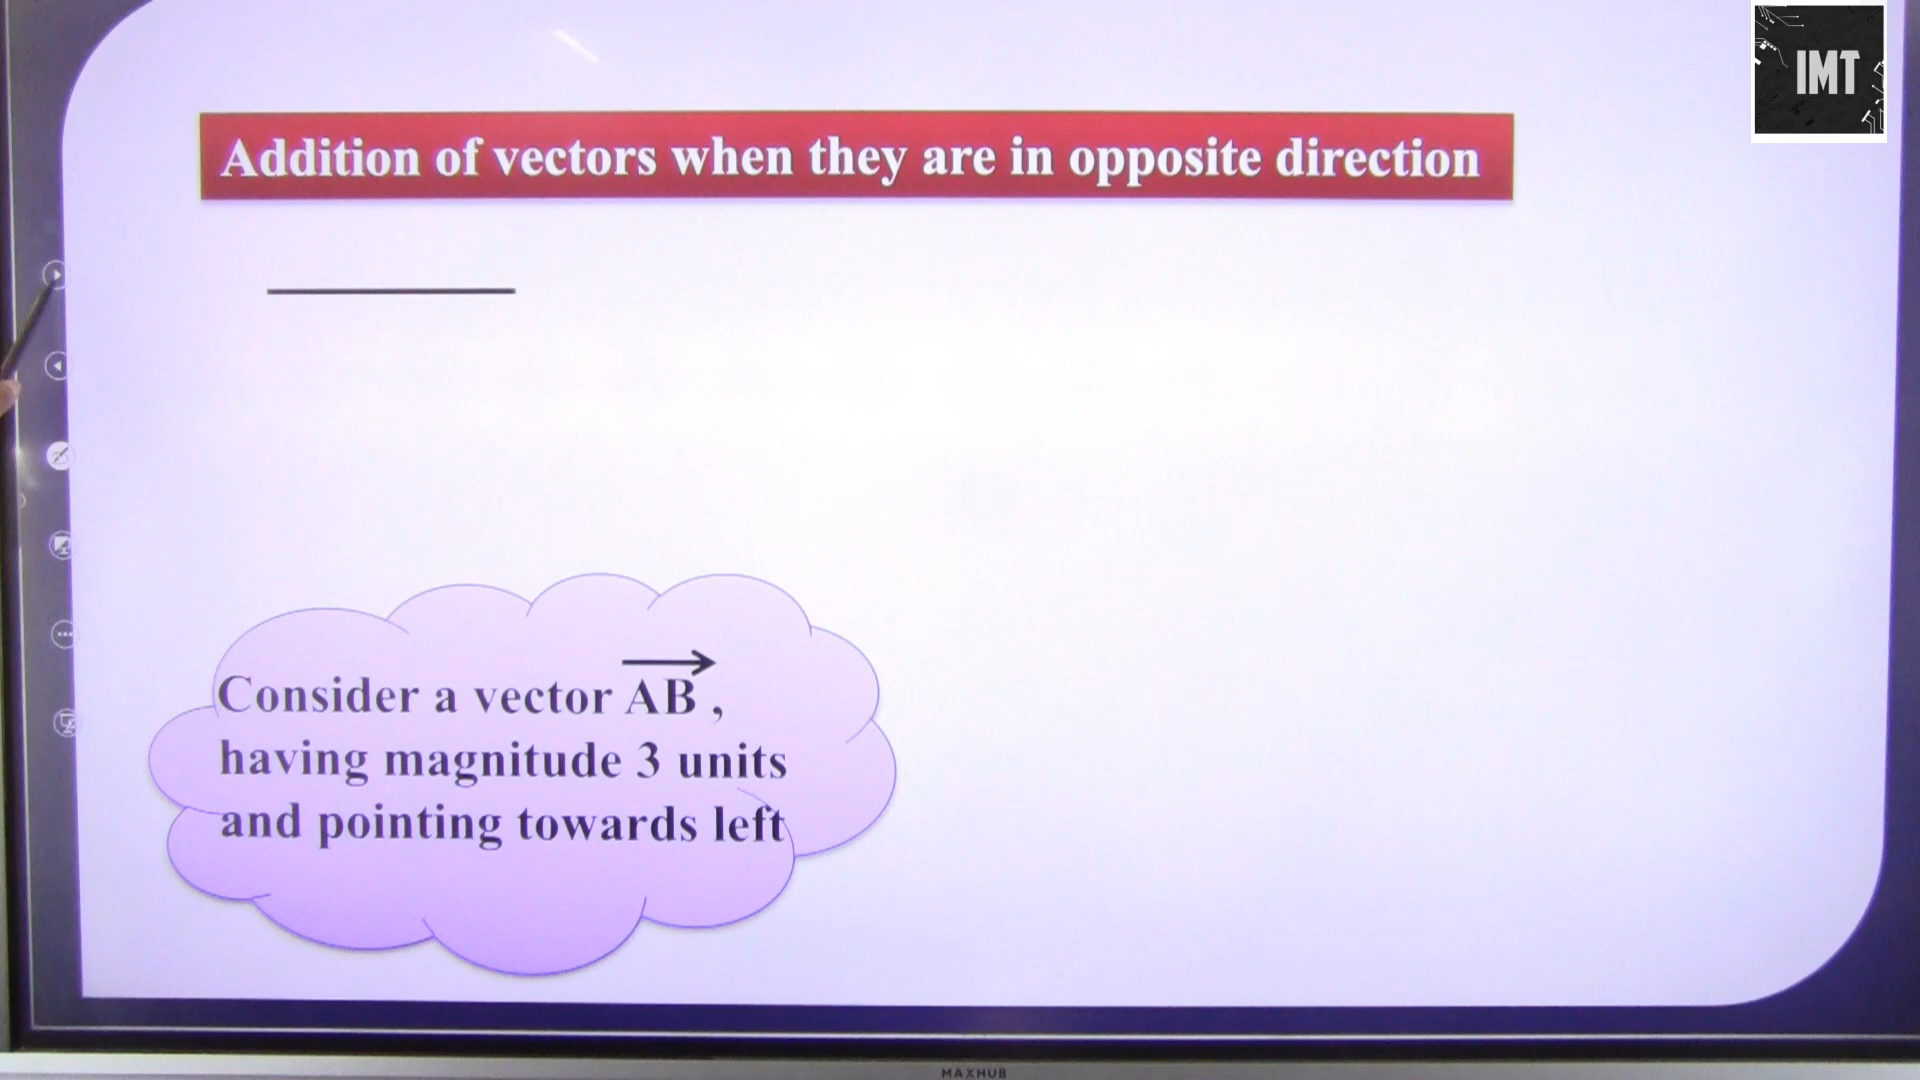 IMT
Addition of vectors when they are in opposite direction
Consider a vector AB ,
having magnitude 3 units
and pointing towards left
MAXHUB